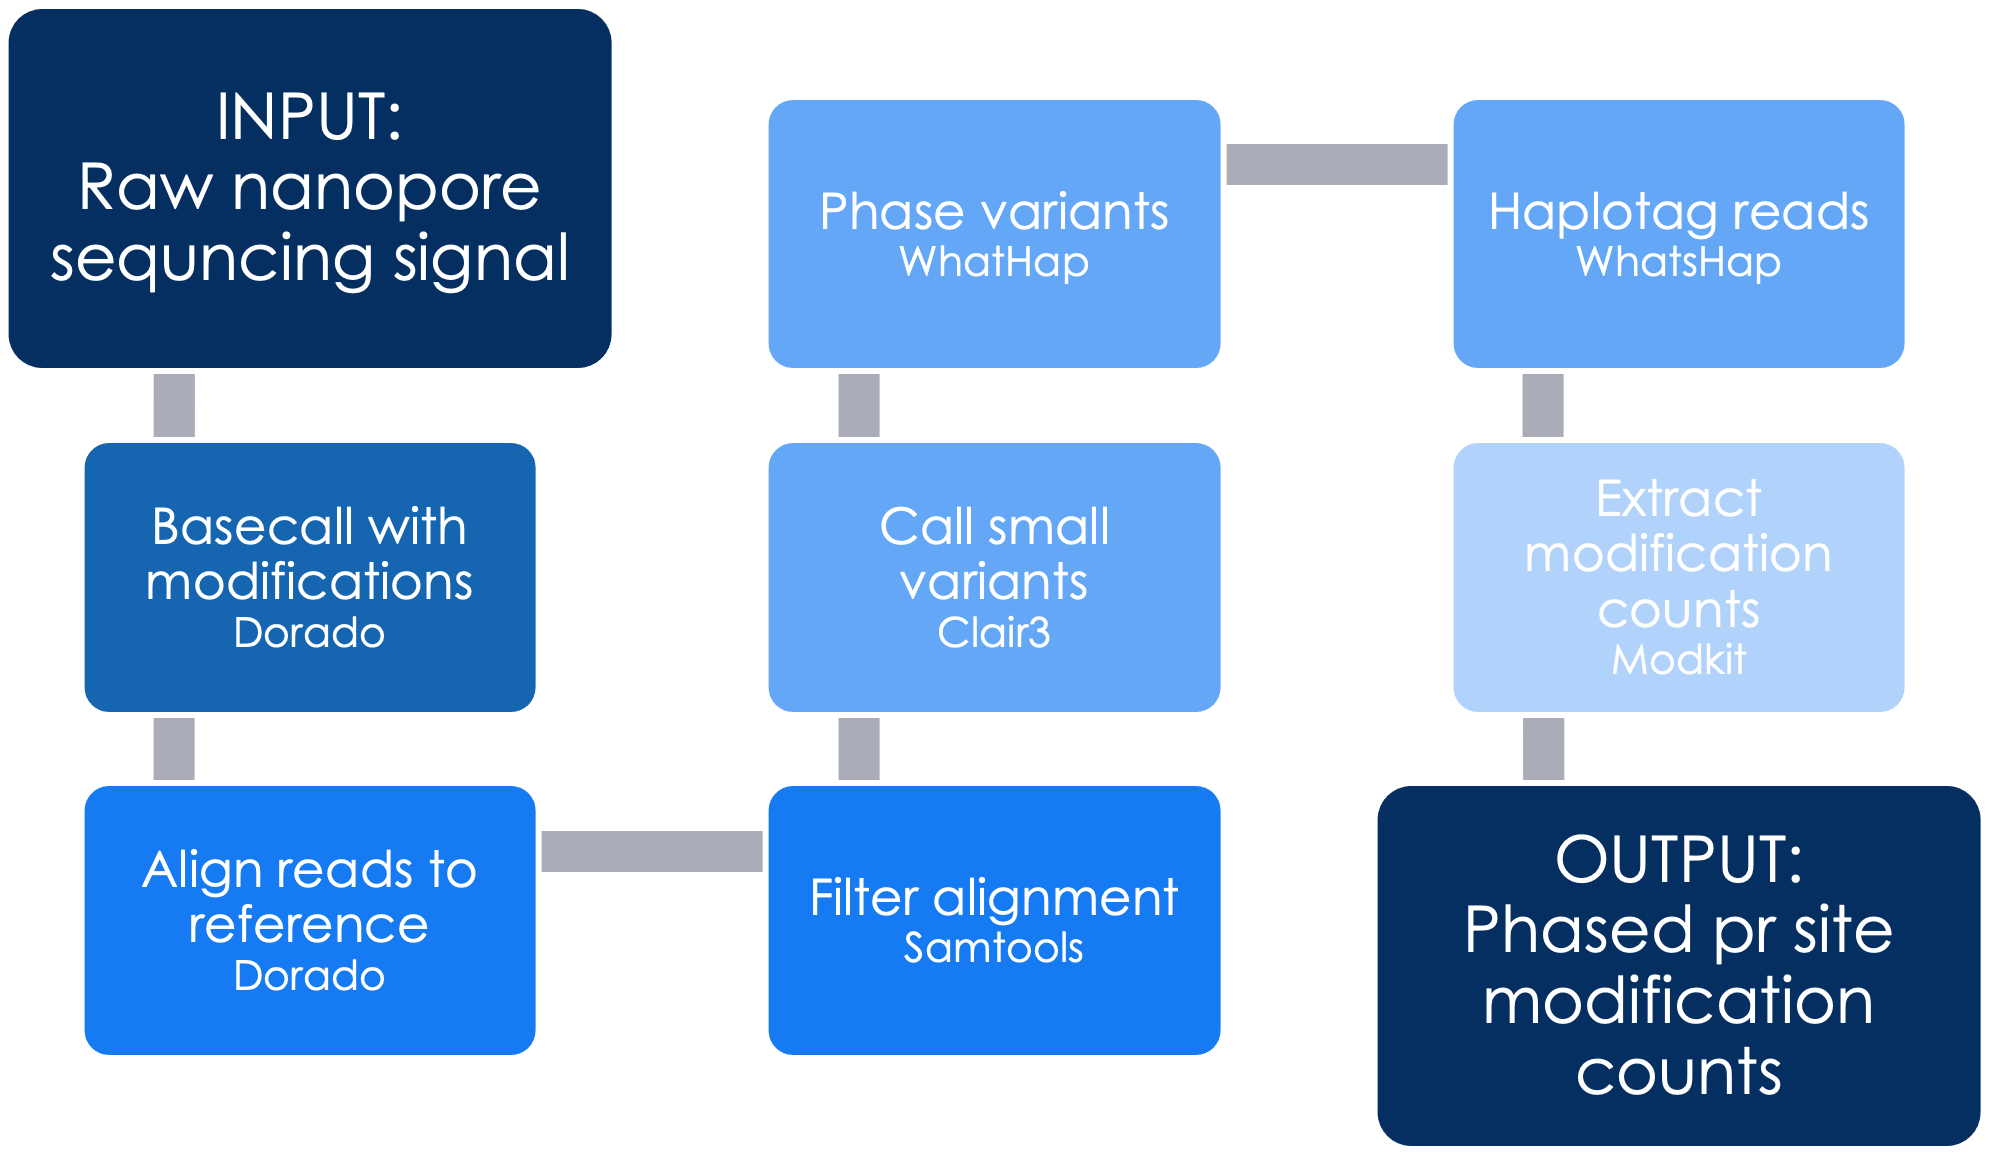 INPUT:
Raw nanopore
sequncing signal
Basecall with
modifications
Dorado
Align reads to
reference
Dorado
Filter alignment
Samtools
Call small
variants
Clair3
Phase variants
WhatHap
Haplotag reads
WhatsHap
Extract
modification
counts
Modkit
OUTPUT:
Phased pr site
modification
counts